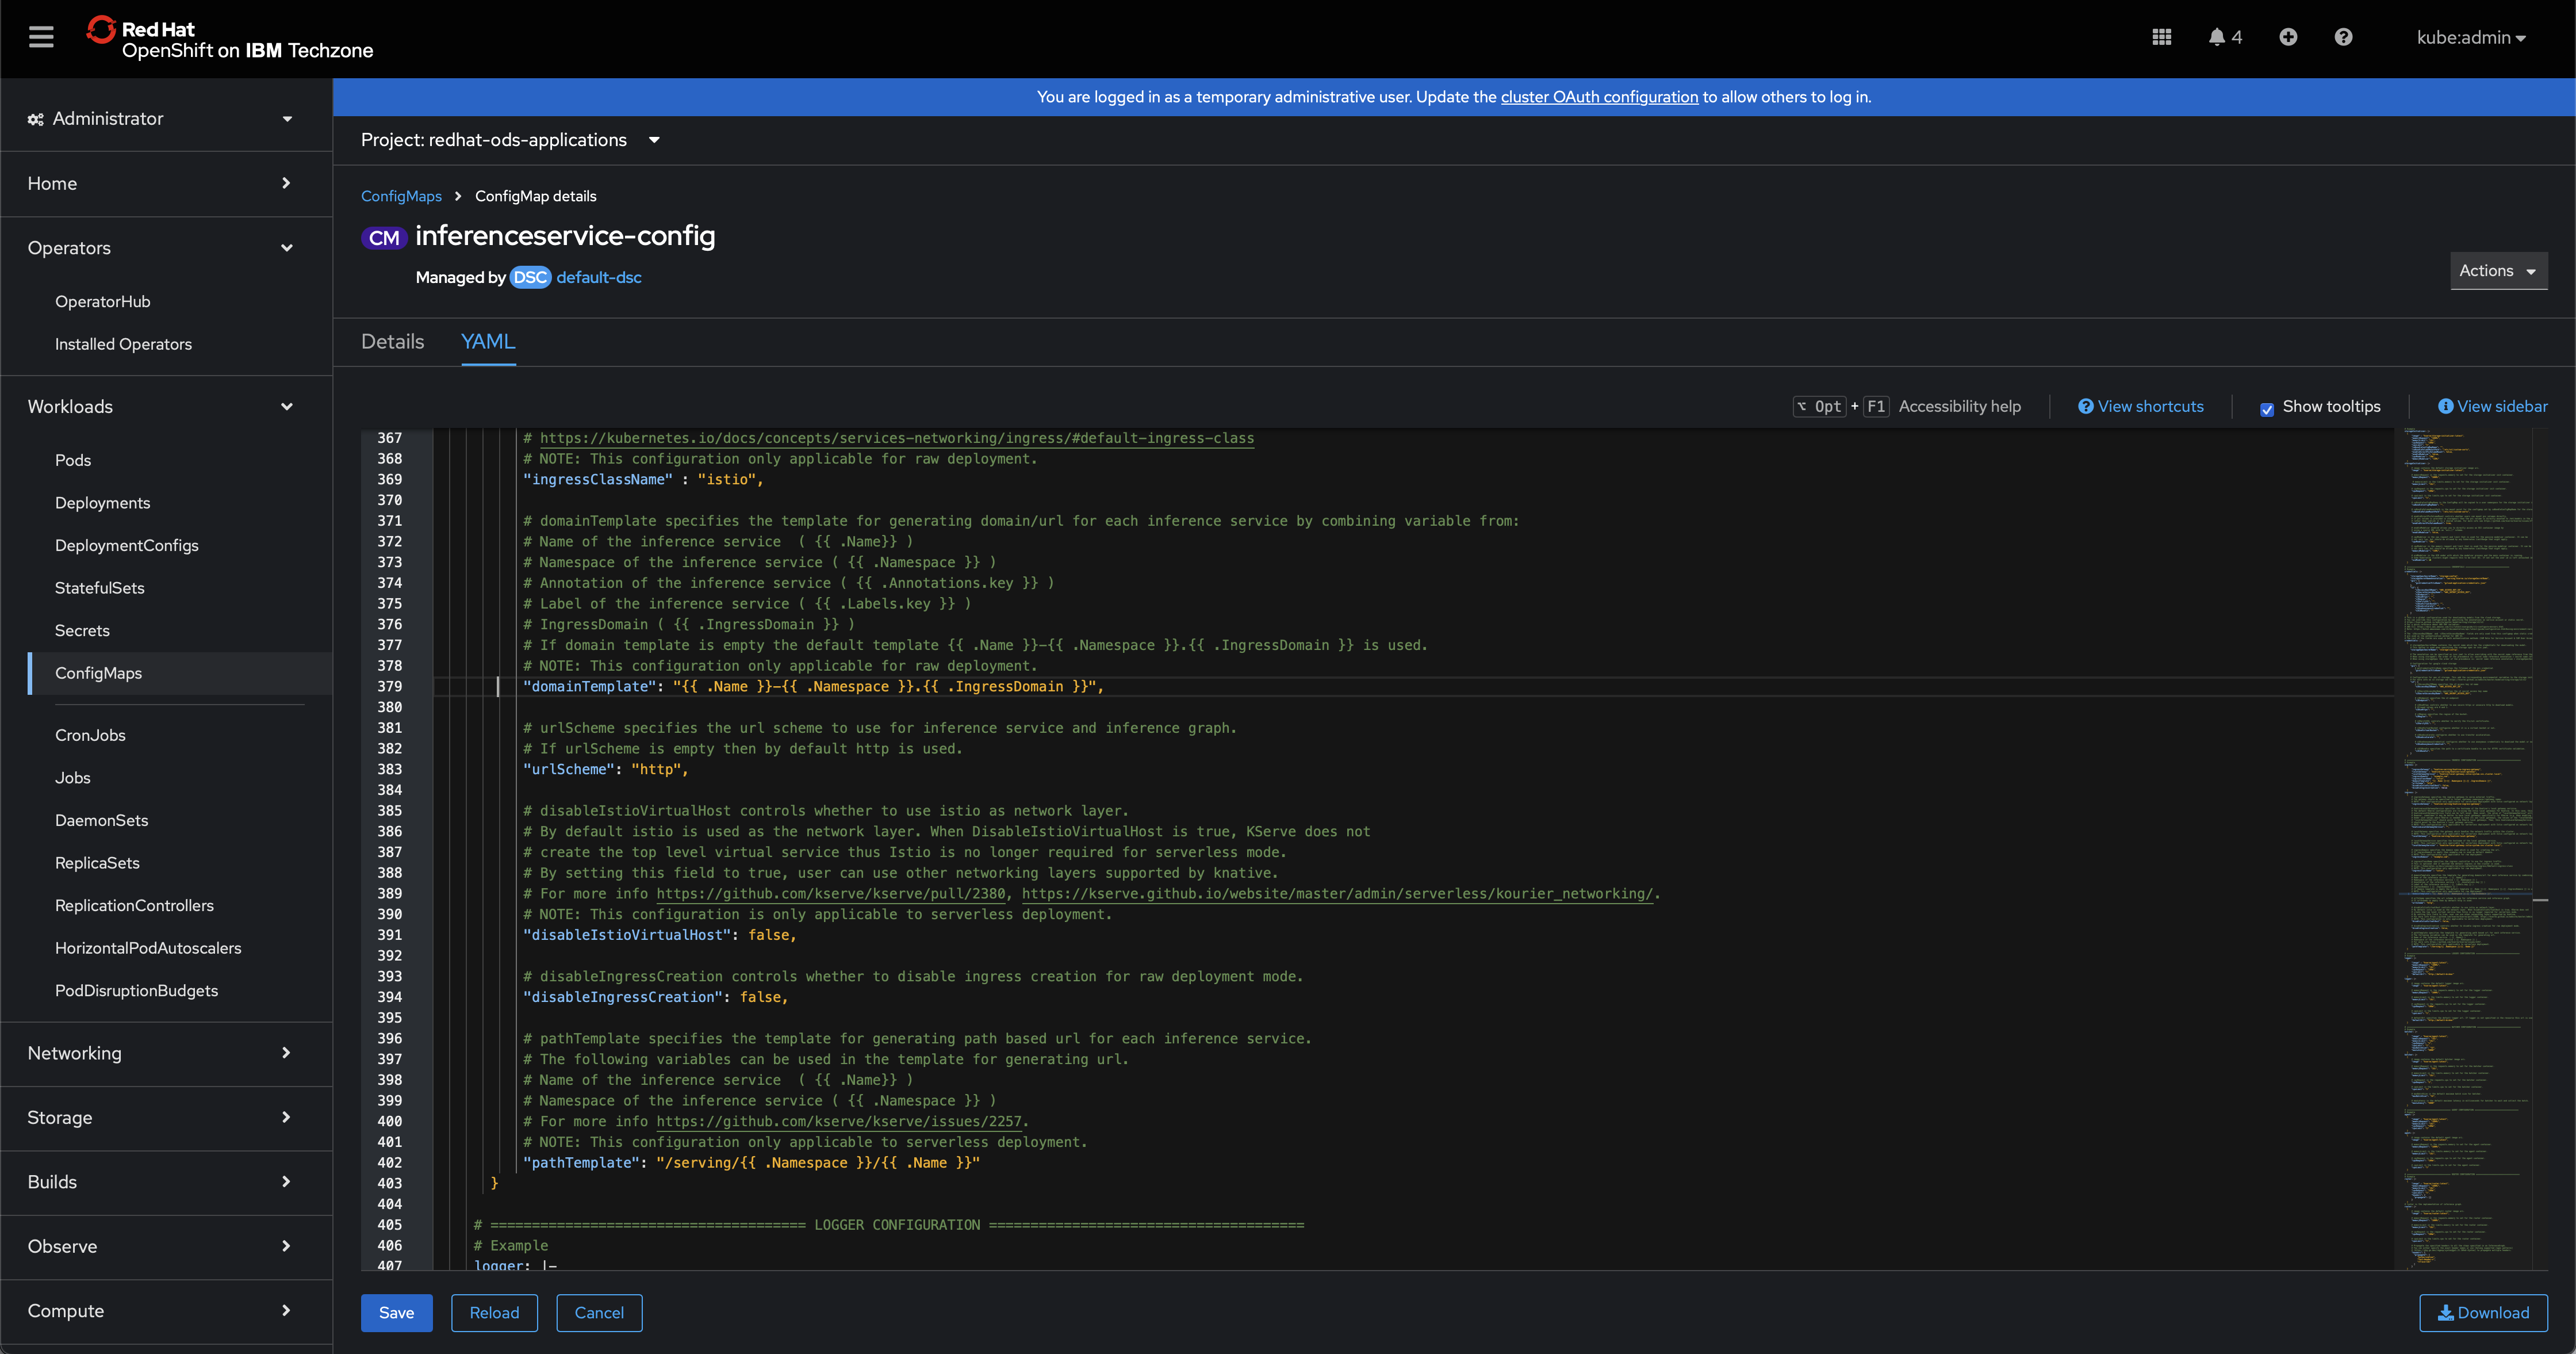 Red Hat
OpenShift on IBM Techzone
4
kube:admin
You are logged in as a temporary administrative user. Update the cluster OAuth configuration to allow others to log in.
Administrator
Home
Operators
OperatorHub
Installed Operators
Workloads
Pods
Deployments
DeploymentConfigs
StatefulSets
Secrets
ConfigMaps
CronJobs
Jobs
DaemonSets
ReplicaSets
ReplicationControllers
HorizontalPodAutoscalers
PodDisruptionBudgets
Networking
Storage
Builds
Observe
Compute
Project: redhat-ods-applications
ConfigMaps > ConfigMap details
CM inferenceservice-config
Managed by DSC default-dsc
Actions
Details YAML
⌥ Opt + F1 Accessibility help View shortcuts Show tooltips View sidebar
367 # https://kubernetes.io/docs/concepts/services-networking/ingress/#default-ingress-class
368 # NOTE: This configuration only applicable for raw deployment.
369 "ingressClassName" : "istio",
370
371 # domainTemplate specifies the template for generating domain/url for each inference service by combining variable from:
372 # Name of the inference service  ( {{ .Name}} )
373 # Namespace of the inference service ( {{ .Namespace }} )
374 # Annotation of the inference service ( {{ .Annotations.key }} )
375 # Label of the inference service ( {{ .Labels.key }} )
376 # IngressDomain ( {{ .IngressDomain }} )
377 # If domain template is empty the default template {{ .Name }}-{{ .Namespace }}.{{ .IngressDomain }} is used.
378 # NOTE: This configuration only applicable for raw deployment.
379 "domainTemplate": "{{ .Name }}-{{ .Namespace }}.{{ .IngressDomain }}",
380
381 # urlScheme specifies the url scheme to use for inference service and inference graph.
382 # If urlScheme is empty then by default http is used.
383 "urlScheme": "http",
384
385 # disableIstioVirtualHost controls whether to use istio as network layer.
386 # By default istio is used as the network layer. When DisableIstioVirtualHost is true, KServe does not
387 # create the top level virtual service thus Istio is no longer required for serverless mode.
388 # By setting this field to true, user can use other networking layers supported by knative.
389 # For more info https://github.com/kserve/kserve/pull/2380, https://kserve.github.io/website/master/admin/serverless/kourier_networking/.
390 # NOTE: This configuration is only applicable to serverless deployment.
391 "disableIstioVirtualHost": false,
392
393 # disableIngressCreation controls whether to disable ingress creation for raw deployment mode.
394 "disableIngressCreation": false,
395
396 # pathTemplate specifies the template for generating path based url for each inference service.
397 # The following variables can be used in the template for generating url.
398 # Name of the inference service  ( {{ .Name}} )
399 # Namespace of the inference service ( {{ .Namespace }} )
400 # For more info https://github.com/kserve/kserve/issues/2257.
401 # NOTE: This configuration only applicable to serverless deployment.
402 "pathTemplate": "/serving/{{ .Namespace }}/{{ .Name }}"
403 }
404
405 # ====================================== LOGGER CONFIGURATION ======================================
406 # Example
407 logger: |-
Save Reload Cancel
Download